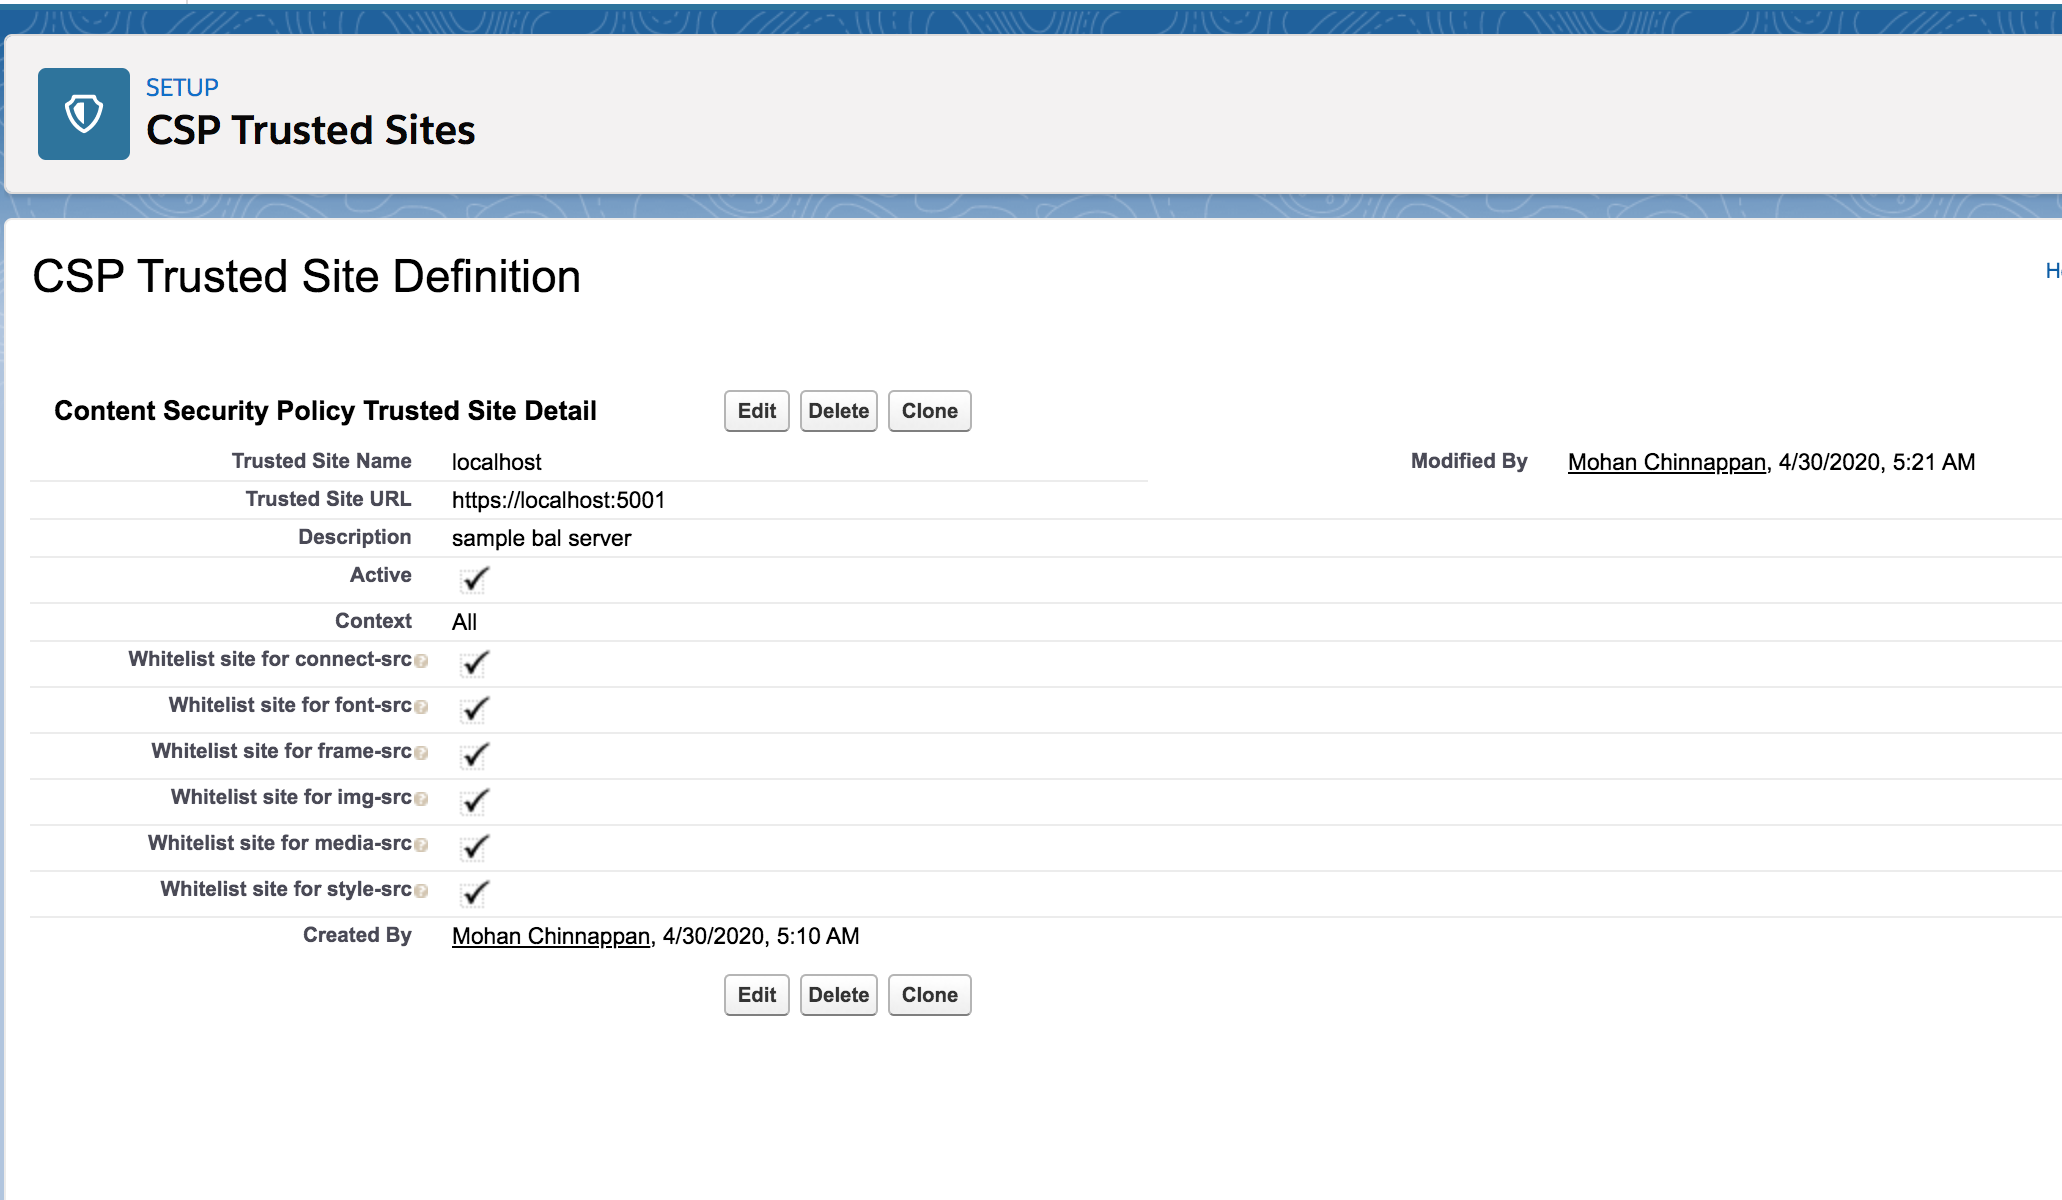 SETUP
CSP Trusted Sites
CSP Trusted Site Definition
Content Security Policy Trusted Site Detail Edit Delete Clone
Trusted Site Name localhost Modified By Mohan Chinnappan, 4/30/2020, 5:21 AM
Trusted Site URL https://localhost:5001
Description sample bal server
Active
Context All
Whitelist site for connect-src
Whitelist site for font-src
Whitelist site for frame-src
Whitelist site for img-src
Whitelist site for media-src
Whitelist site for style-src
Created By Mohan Chinnappan, 4/30/2020, 5:10 AM
Edit Delete Clone